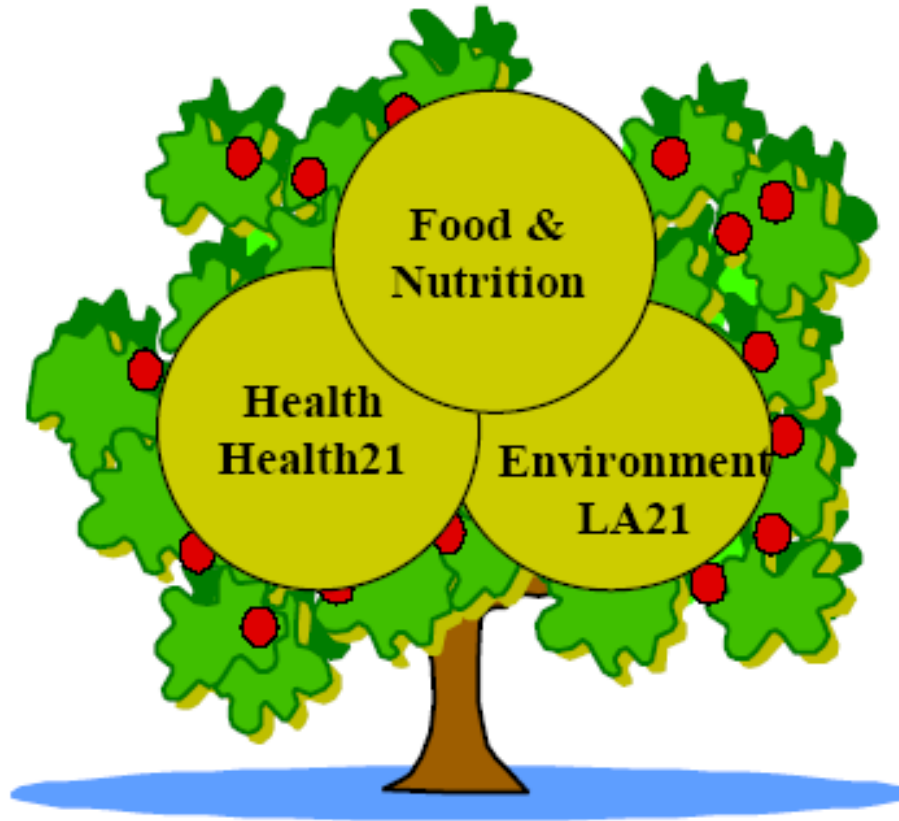 Food &
Nutrition
Health
Health21
Environment
LA21